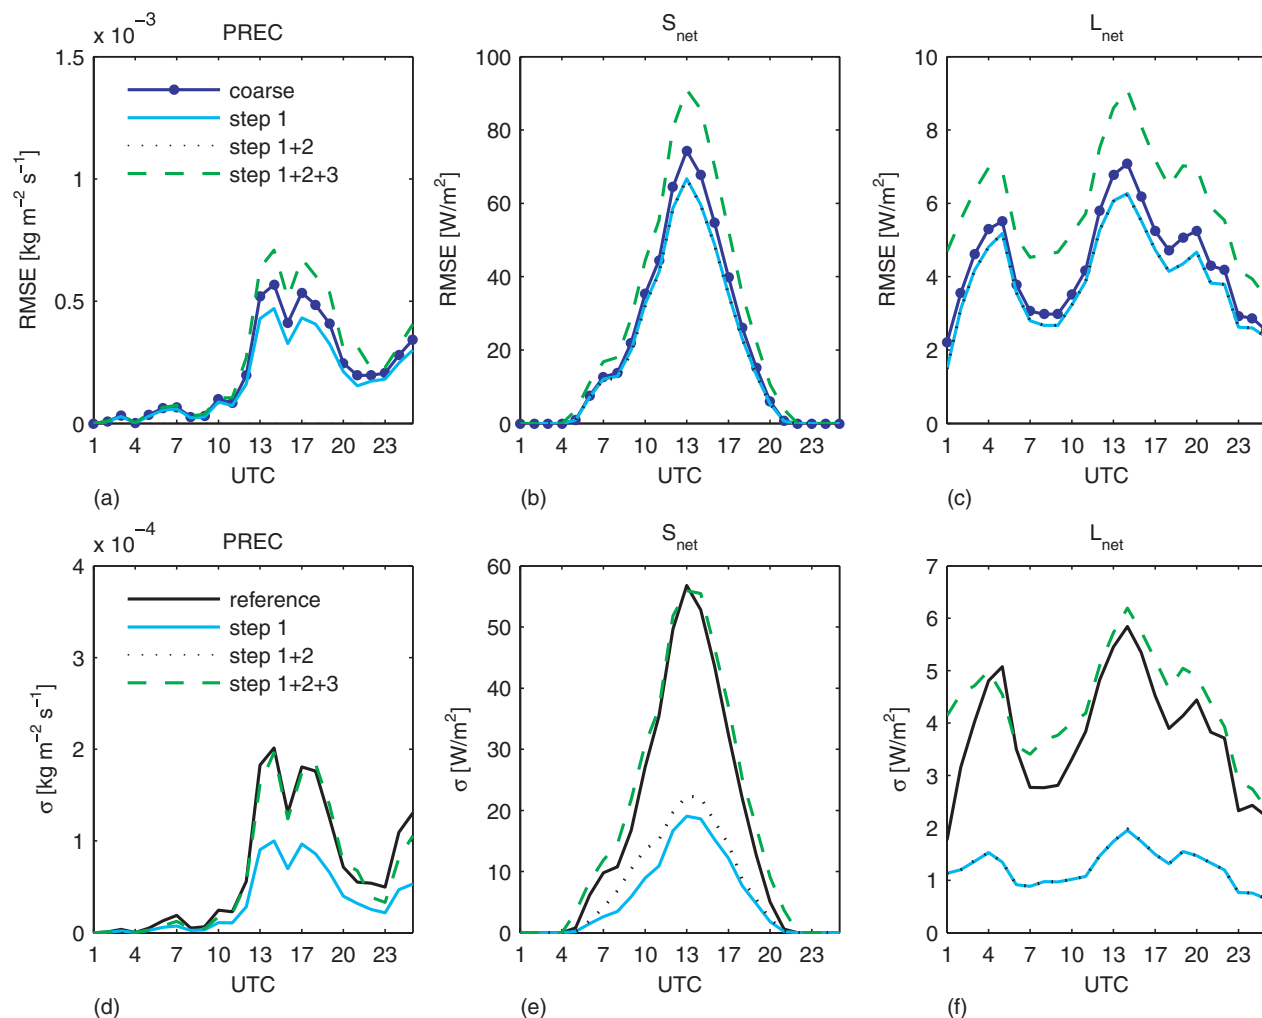 x 10⁻³
PREC
1.5
1
0.5
0
RMSE [kg m⁻² s⁻¹]
coarse
step 1
step 1+2
step 1+2+3
1 4 7 10 13 17 20 23
UTC
(a)
S_net
100
80
60
40
20
0
RMSE [W/m²]
1 4 7 10 13 17 20 23
UTC
(b)
L_net
10
8
6
4
2
0
RMSE [W/m²]
1 4 7 10 13 17 20 23
UTC
(c)
x 10⁻⁴
PREC
4
3
2
1
0
σ [kg m⁻² s⁻¹]
reference
step 1
step 1+2
step 1+2+3
1 4 7 10 13 17 20 23
UTC
(d)
S_net
60
50
40
30
20
10
0
σ [W/m²]
1 4 7 10 13 17 20 23
UTC
(e)
L_net
7
6
5
4
3
2
1
0
σ [W/m²]
1 4 7 10 13 17 20 23
UTC
(f)